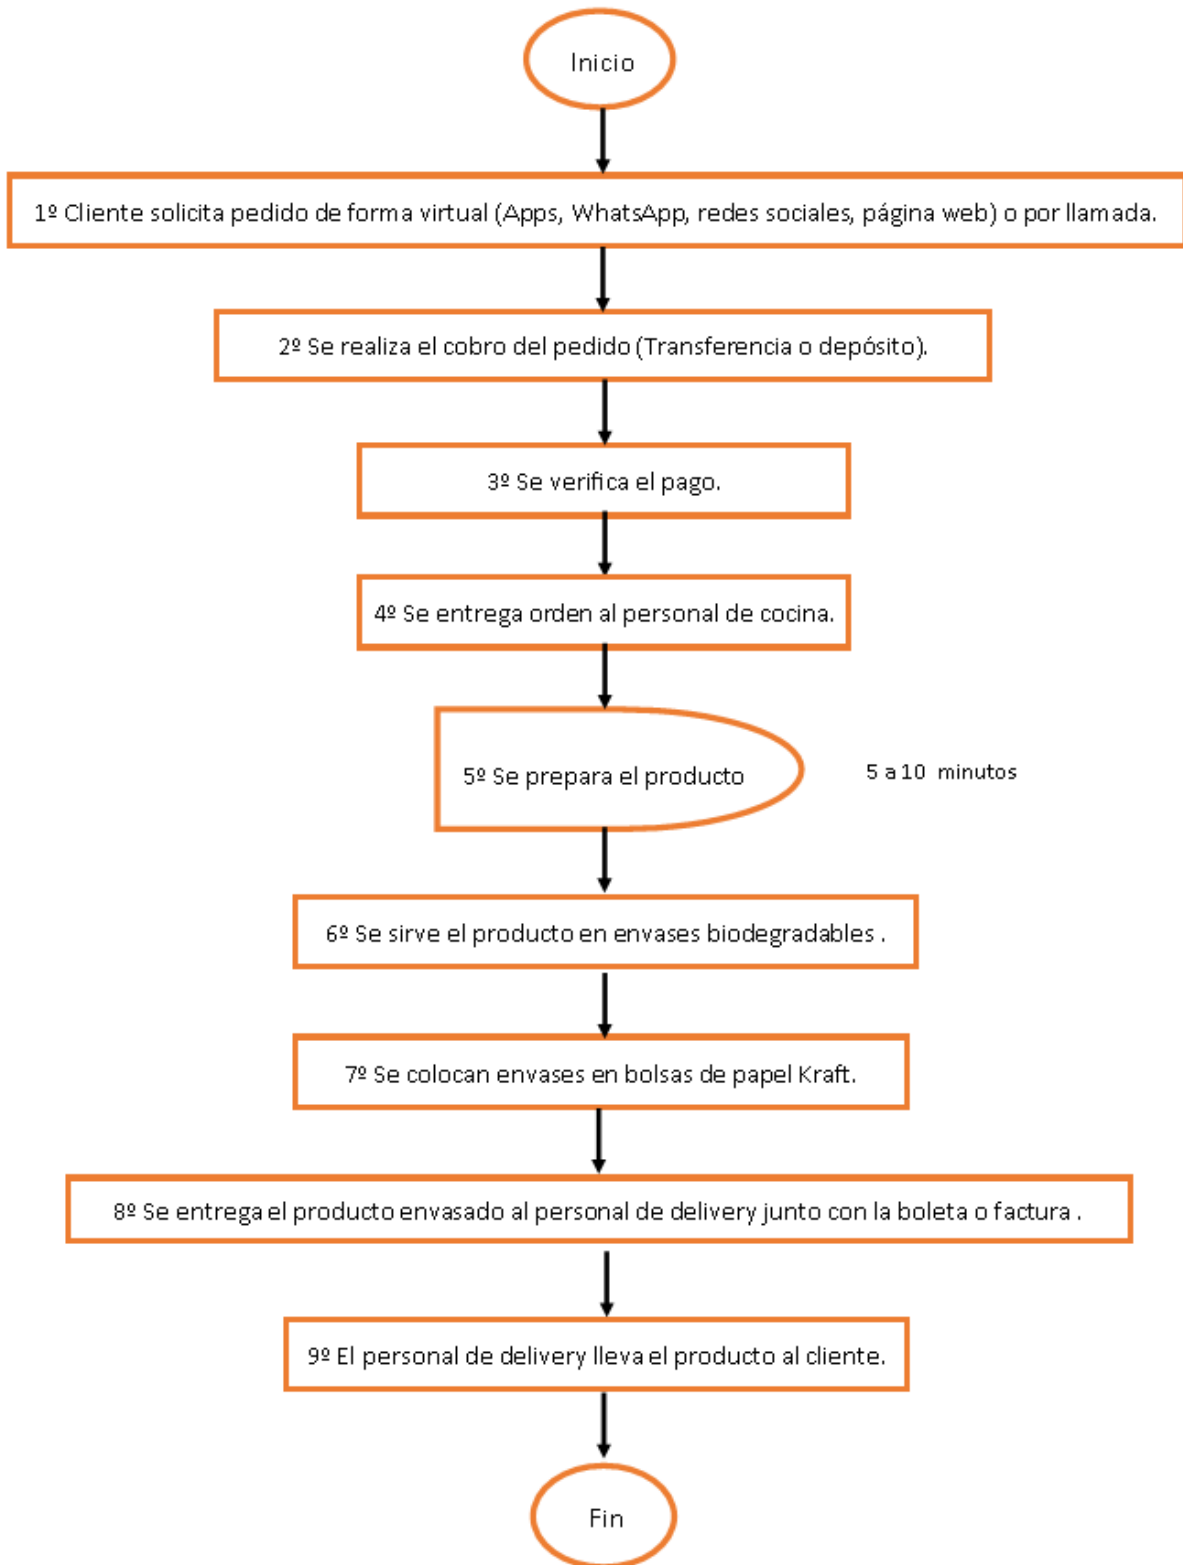 Inicio
1º Cliente solicita pedido de forma virtual (Apps, WhatsApp, redes sociales, página web) o por llamada.
2º Se realiza el cobro del pedido (Transferencia o depósito).
3º Se verifica el pago.
4º Se entrega orden al personal de cocina.
5º Se prepara el producto
5 a 10 minutos
6º Se sirve el producto en envases biodegradables .
7º Se colocan envases en bolsas de papel Kraft.
8º Se entrega el producto envasado al personal de delivery junto con la boleta o factura .
9º El personal de delivery lleva el producto al cliente.
Fin